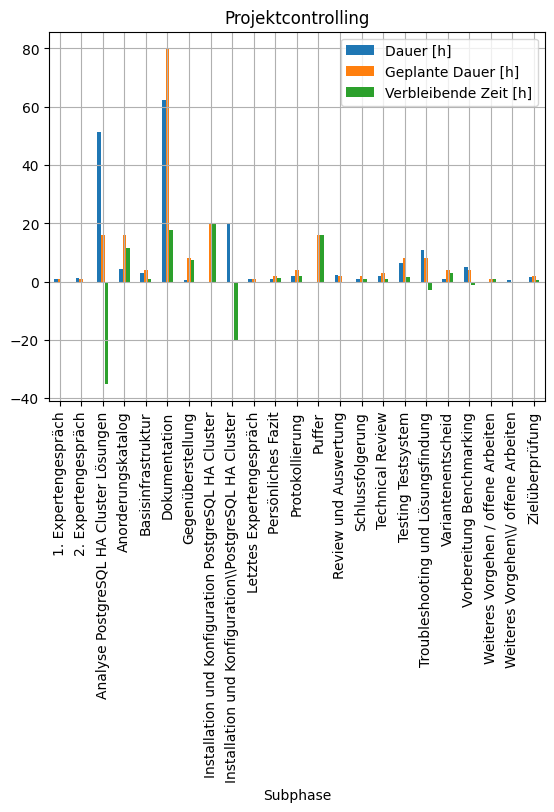 Projektcontrolling
Dauer [h]
Geplante Dauer [h]
Verbleibende Zeit [h]
80
60
40
20
0
−20
−40
1. Expertengespräch
2. Expertengespräch
Analyse PostgreSQL HA Cluster Lösungen
Anorderungskatalog
Basisinfrastruktur
Dokumentation
Gegenüberstellung
Installation und Konfiguration PostgreSQL HA Cluster
Installation und Konfiguration\\PostgreSQL HA Cluster
Letztes Expertengespräch
Persönliches Fazit
Protokollierung
Puffer
Review und Auswertung
Schlussfolgerung
Technical Review
Testing Testsystem
Troubleshooting und Lösungsfindung
Variantenentscheid
Vorbereitung Benchmarking
Weiteres Vorgehen / offene Arbeiten
Weiteres Vorgehen\\/ offene Arbeiten
Zielüberprüfung
Subphase